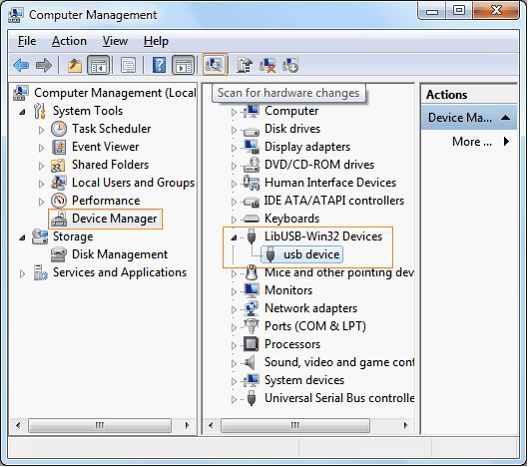 Computer Management
File Action View Help
Scan for hardware changes
Computer Management (Local
System Tools
Task Scheduler
Event Viewer
Shared Folders
Local Users and Groups
Performance
Device Manager
Storage
Disk Management
Services and Applications
Computer
Disk drives
Display adapters
DVD/CD-ROM drives
Human Interface Devices
IDE ATA/ATAPI controllers
Keyboards
LibUSB-Win32 Devices
usb device
Mice and other pointing dev
Monitors
Network adapters
Ports (COM & LPT)
Processors
Sound, video and game cont
System devices
Universal Serial Bus controlle
Actions
Device Ma...
More ...